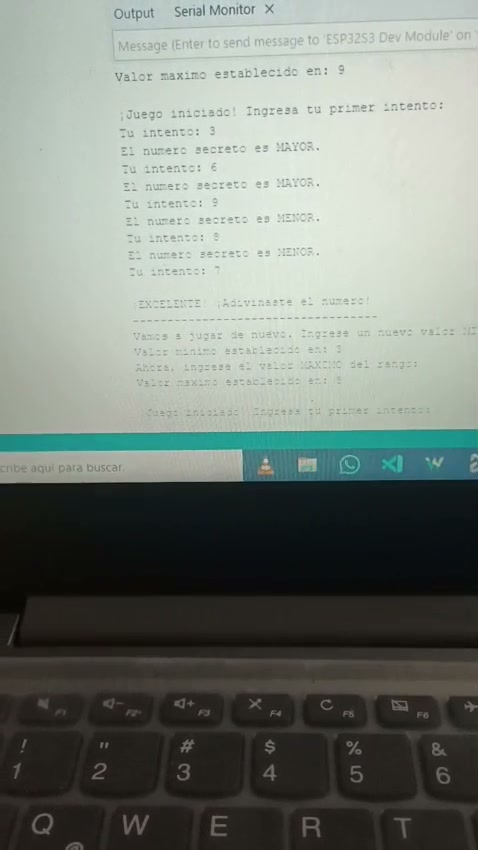 Output Serial Monitor X
Message (Enter to send message to 'ESP32S3 Dev Module' on
Valor maximo establecido en: 9
¡Juego iniciado! Ingresa tu primer intento:
Tu intento: 3
El numero secreto es MAYOR.
Tu intento: 6
El numero secreto es MAYOR.
Tu intento: 9
El numero secreto es MENOR.
Tu intento:
El numero secreto es MENOR.
Tu intento: 7
¡EXCELENTE! ¡Adivinaste el numero!
---------------------------------
Vamos a jugar de nuevo. Ingrese un nuevo valor
Valor minimo establecido en: 3
Ahora, ingrese el valor MAXIMO del rango:
Valor maximo establecido en:
¡Juego iniciado! Ingresa tu primer intento:
cribe aquí para buscar.
F1 F2 F3 F4 F5 F6
! " # $ % &
1 2 3 4 5 6
Q W E R T
@